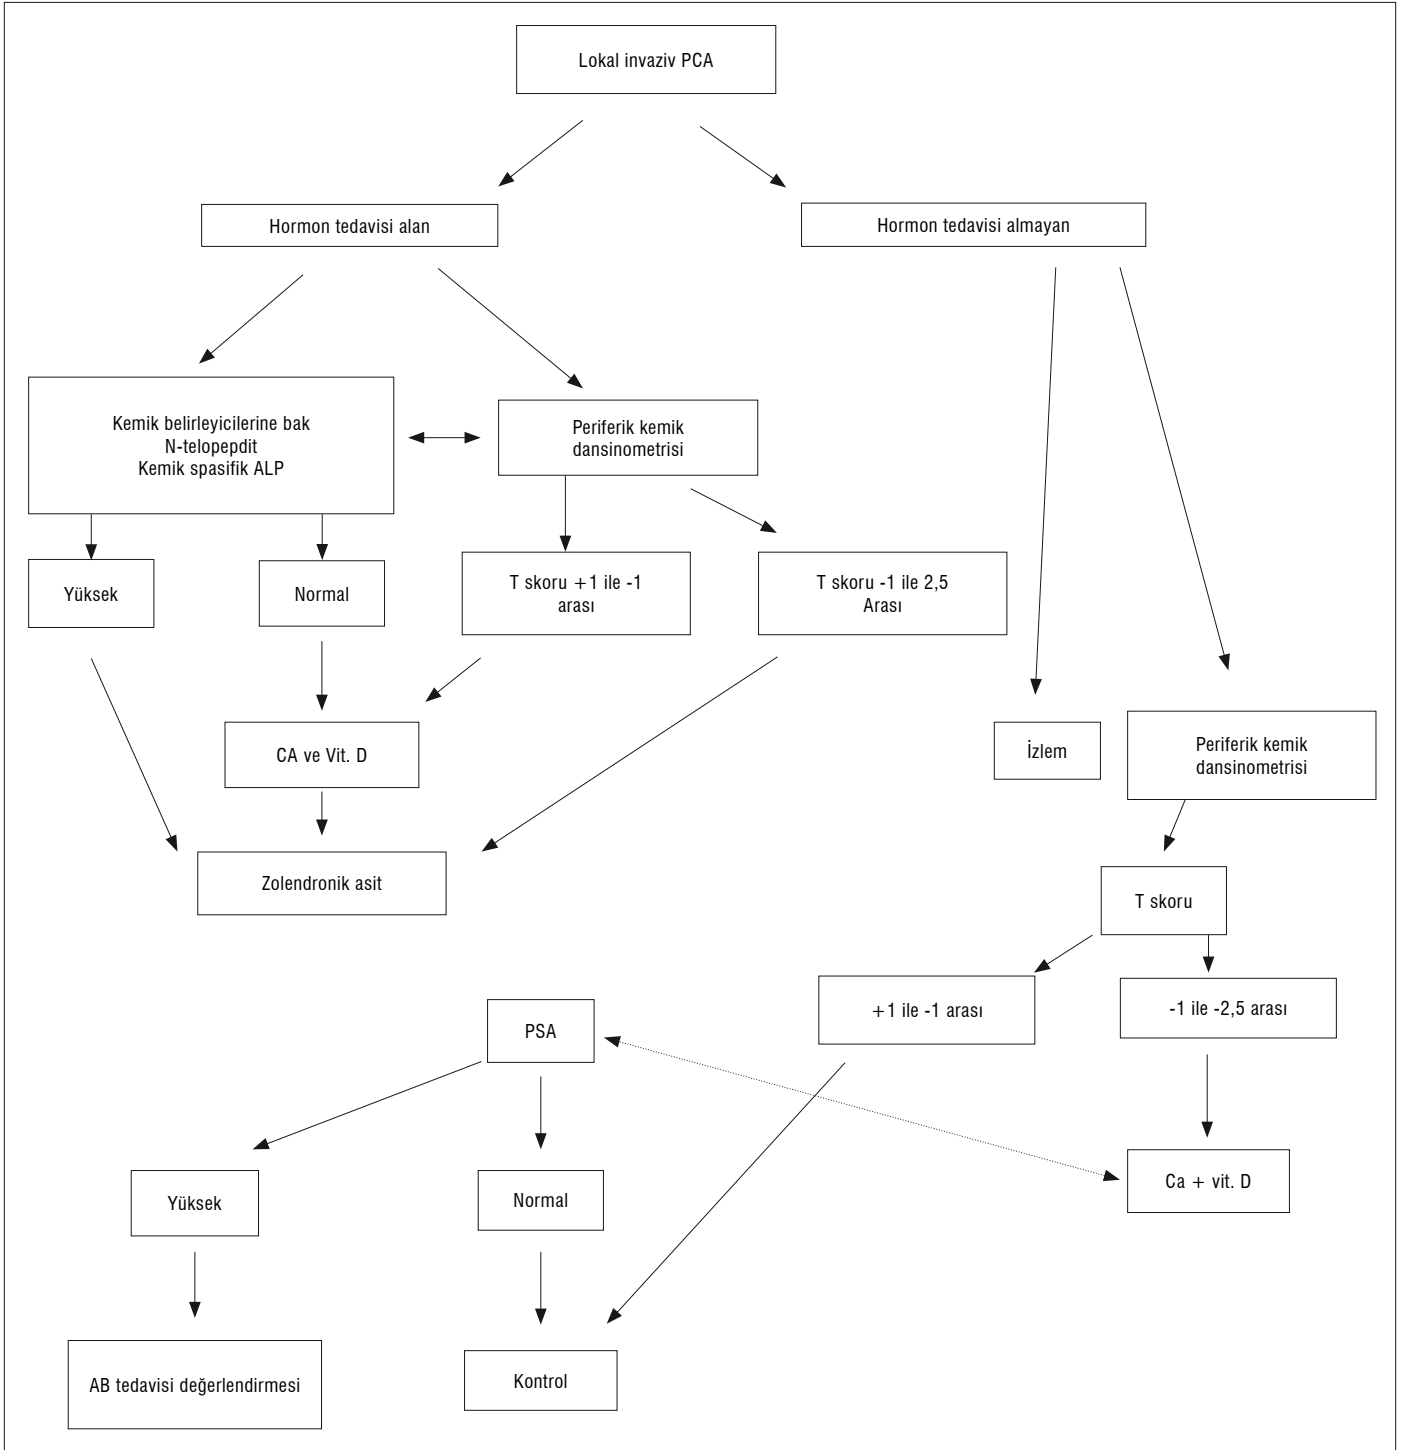 Lokal invaziv PCA
Hormon tedavisi alan
Hormon tedavisi almayan
Kemik belirleyicilerine bak
N-telopepdit
Kemik spasifik ALP
Periferik kemik
dansinometrisi
Yüksek
Normal
T skoru +1 ile -1
arası
T skoru -1 ile 2,5
Arası
CA ve Vit. D
İzlem
Periferik kemik
dansinometrisi
Zolendronik asit
T skoru
+1 ile -1 arası
-1 ile -2,5 arası
PSA
Yüksek
Normal
Ca + vit. D
AB tedavisi değerlendirmesi
Kontrol